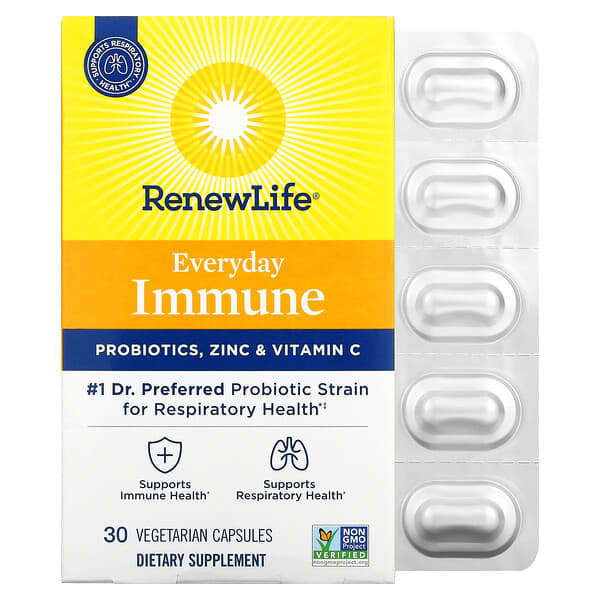 SUPPORTS RESPIRATORY HEALTH*
RenewLife®
Everyday
Immune
PROBIOTICS, ZINC & VITAMIN C
#1 Dr. Preferred Probiotic Strain
for Respiratory Health*‡
Supports
Immune Health*
Supports
Respiratory Health*
30 VEGETARIAN CAPSULES
DIETARY SUPPLEMENT
NON
GMO
Project
VERIFIED
nongmoproject.org